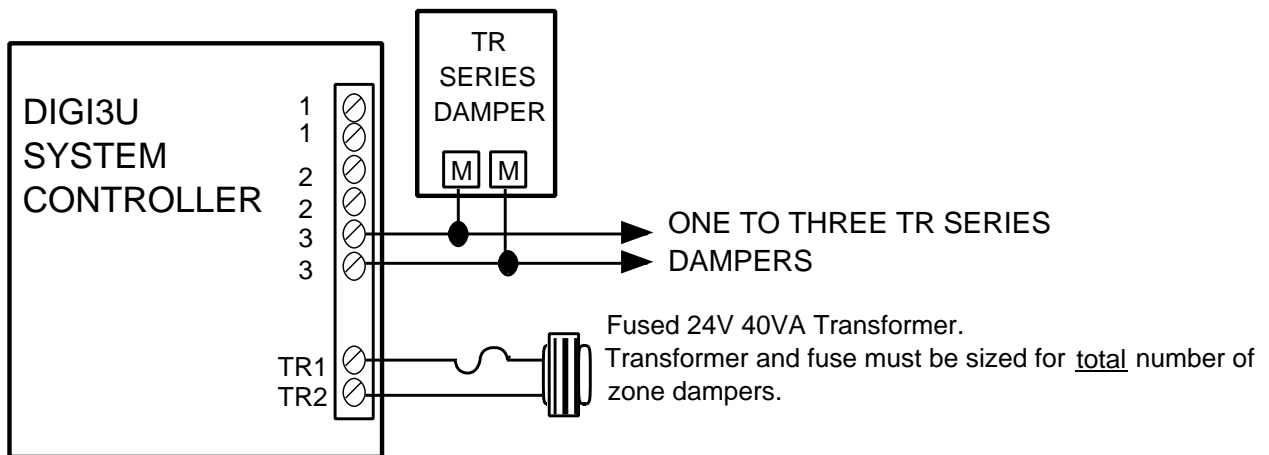 TR
SERIES
DAMPER
M M
DIGI3U
SYSTEM
CONTROLLER
1
1
2
2
3
3
TR1
TR2
ONE TO THREE TR SERIES
DAMPERS
Fused 24V 40VA Transformer.
Transformer and fuse must be sized for total number of
zone dampers.